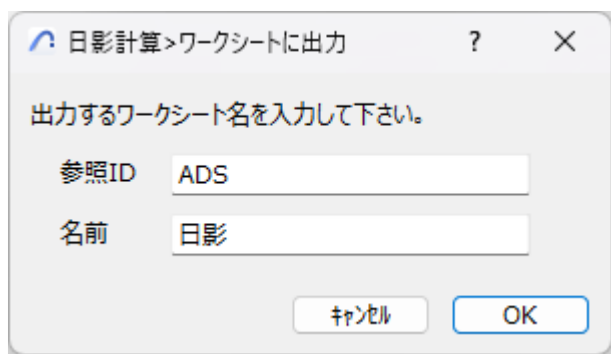 日影計算>ワークシートに出力 ? ×
出力するワークシート名を入力して下さい。
参照ID ADS
名前 日影
ｷｬﾝｾﾙ OK